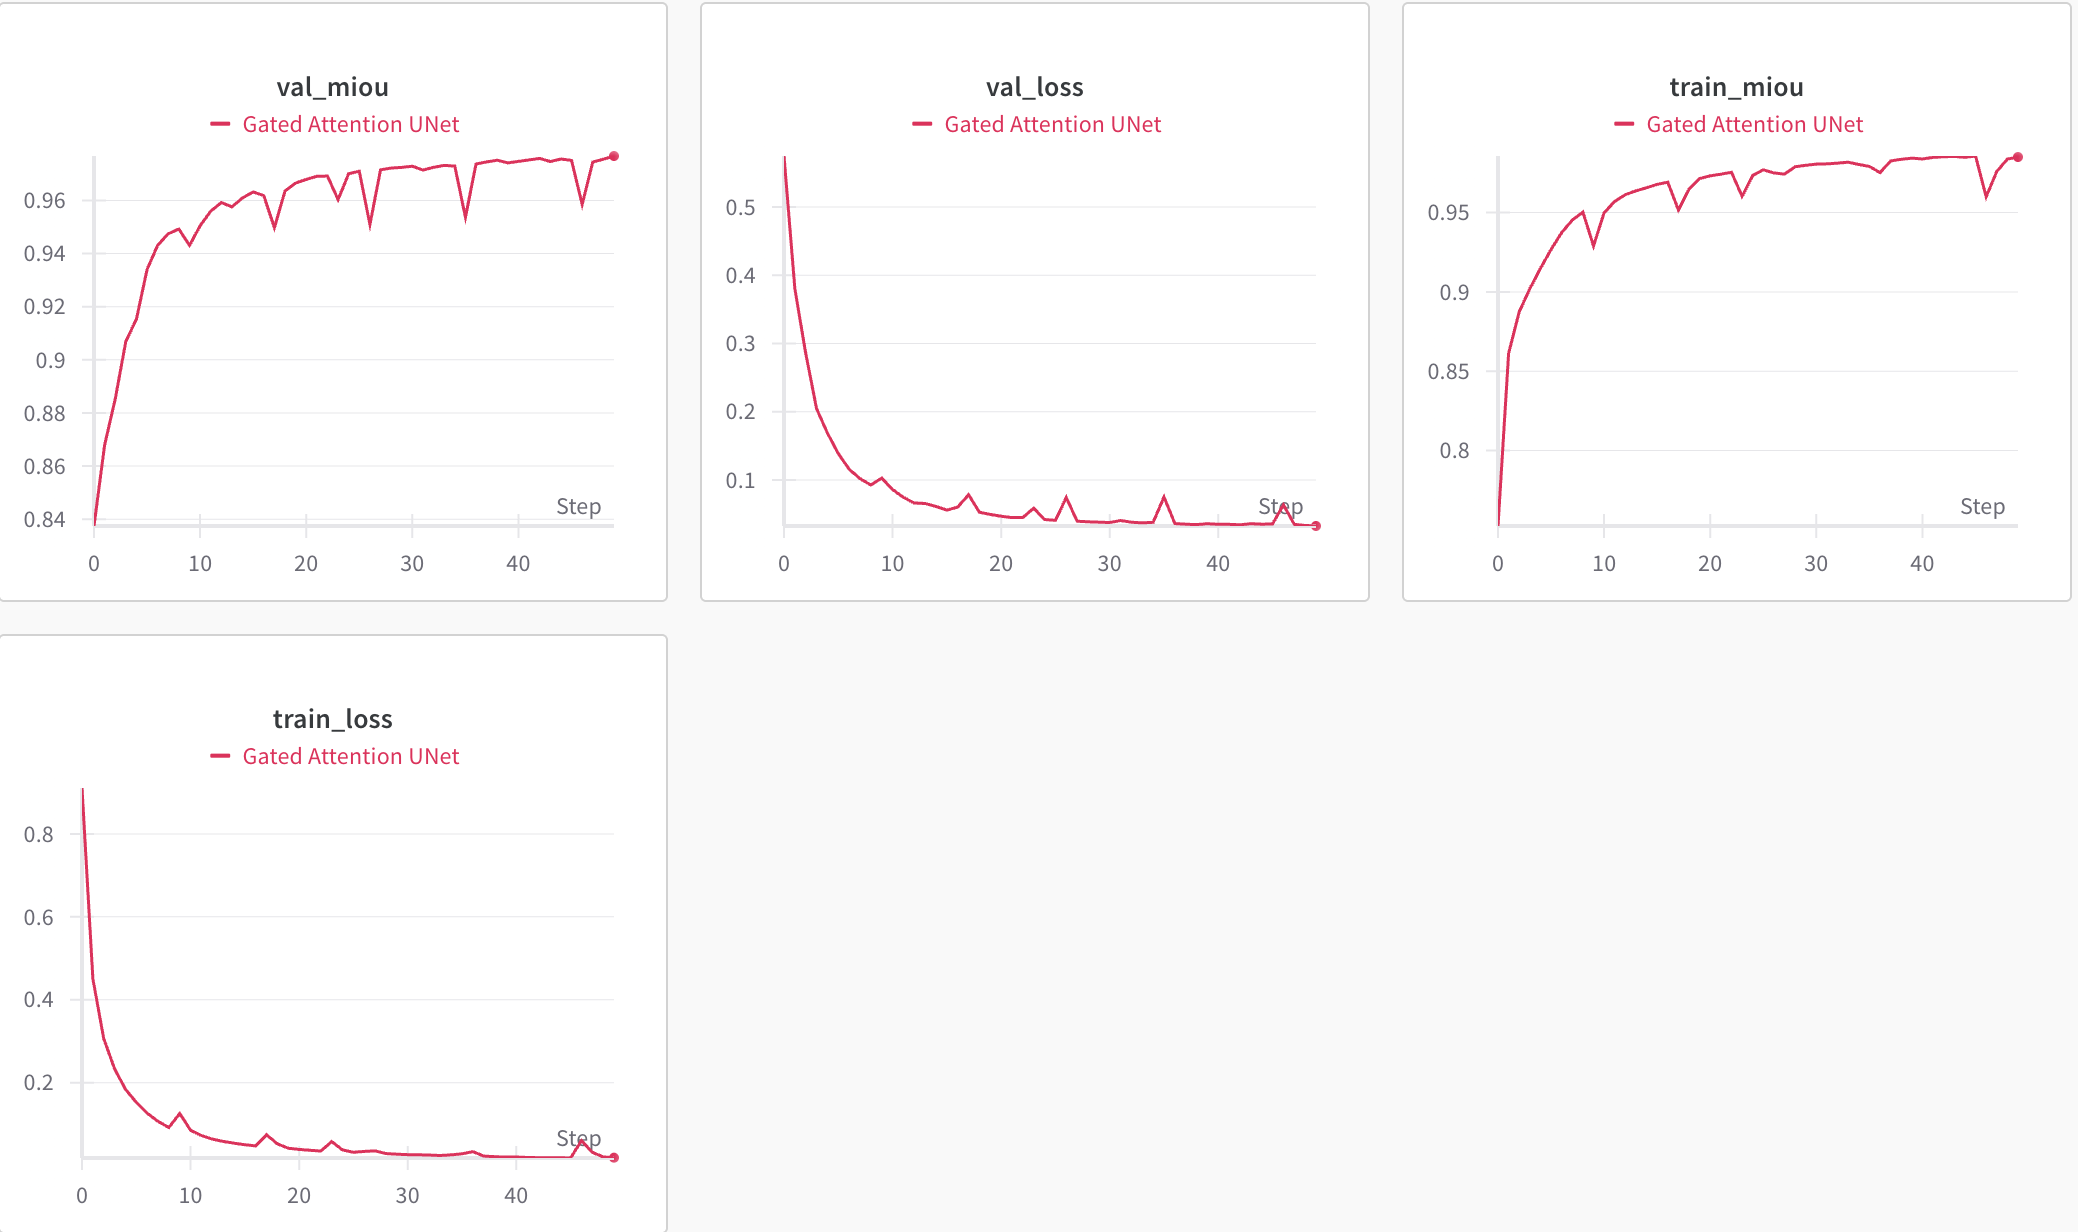 val_miou
Gated Attention UNet
0.96
0.94
0.92
0.9
0.88
0.86
0.84
Step
0 10 20 30 40
val_loss
Gated Attention UNet
0.5
0.4
0.3
0.2
0.1
Step
0 10 20 30 40
train_miou
Gated Attention UNet
0.95
0.9
0.85
0.8
Step
0 10 20 30 40
train_loss
Gated Attention UNet
0.8
0.6
0.4
0.2
Step
0 10 20 30 40